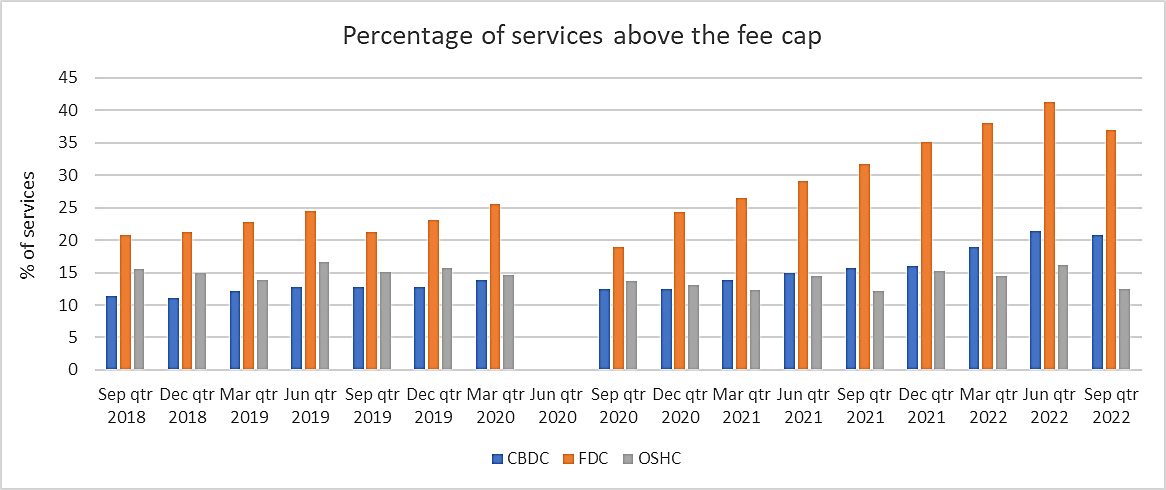 Percentage of services above the fee cap
% of services
45
40
35
30
25
20
15
10
5
0
Sep qtr 2018
Dec qtr 2018
Mar qtr 2019
Jun qtr 2019
Sep qtr 2019
Dec qtr 2019
Mar qtr 2020
Jun qtr 2020
Sep qtr 2020
Dec qtr 2020
Mar qtr 2021
Jun qtr 2021
Sep qtr 2021
Dec qtr 2021
Mar qtr 2022
Jun qtr 2022
Sep qtr 2022
CBDC FDC OSHC